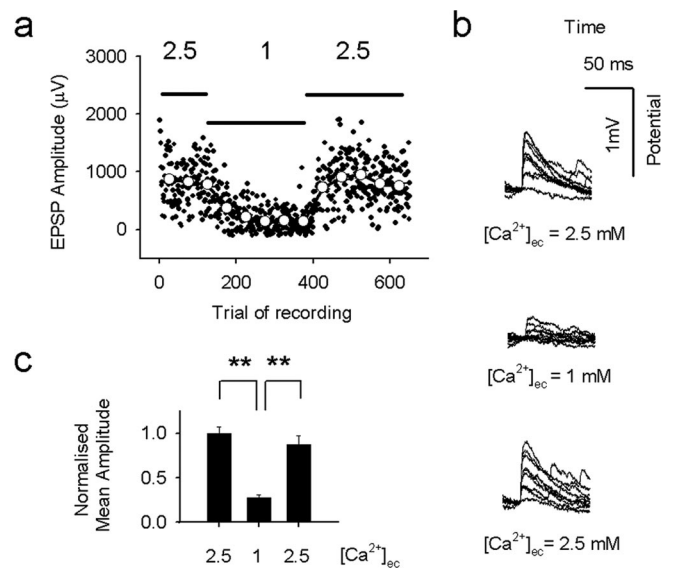 a
2.5 1 2.5
EPSP Amplitude (µV)
3000
2000
1000
0
0 200 400 600
Trial of recording
b
Time
50 ms
1mV
Potential
[Ca²⁺]ec = 2.5 mM
[Ca²⁺]ec = 1 mM
[Ca²⁺]ec = 2.5 mM
c
** **
Normalised
Mean Amplitude
1.0
0.5
0.0
2.5 1 2.5 [Ca²⁺]ec